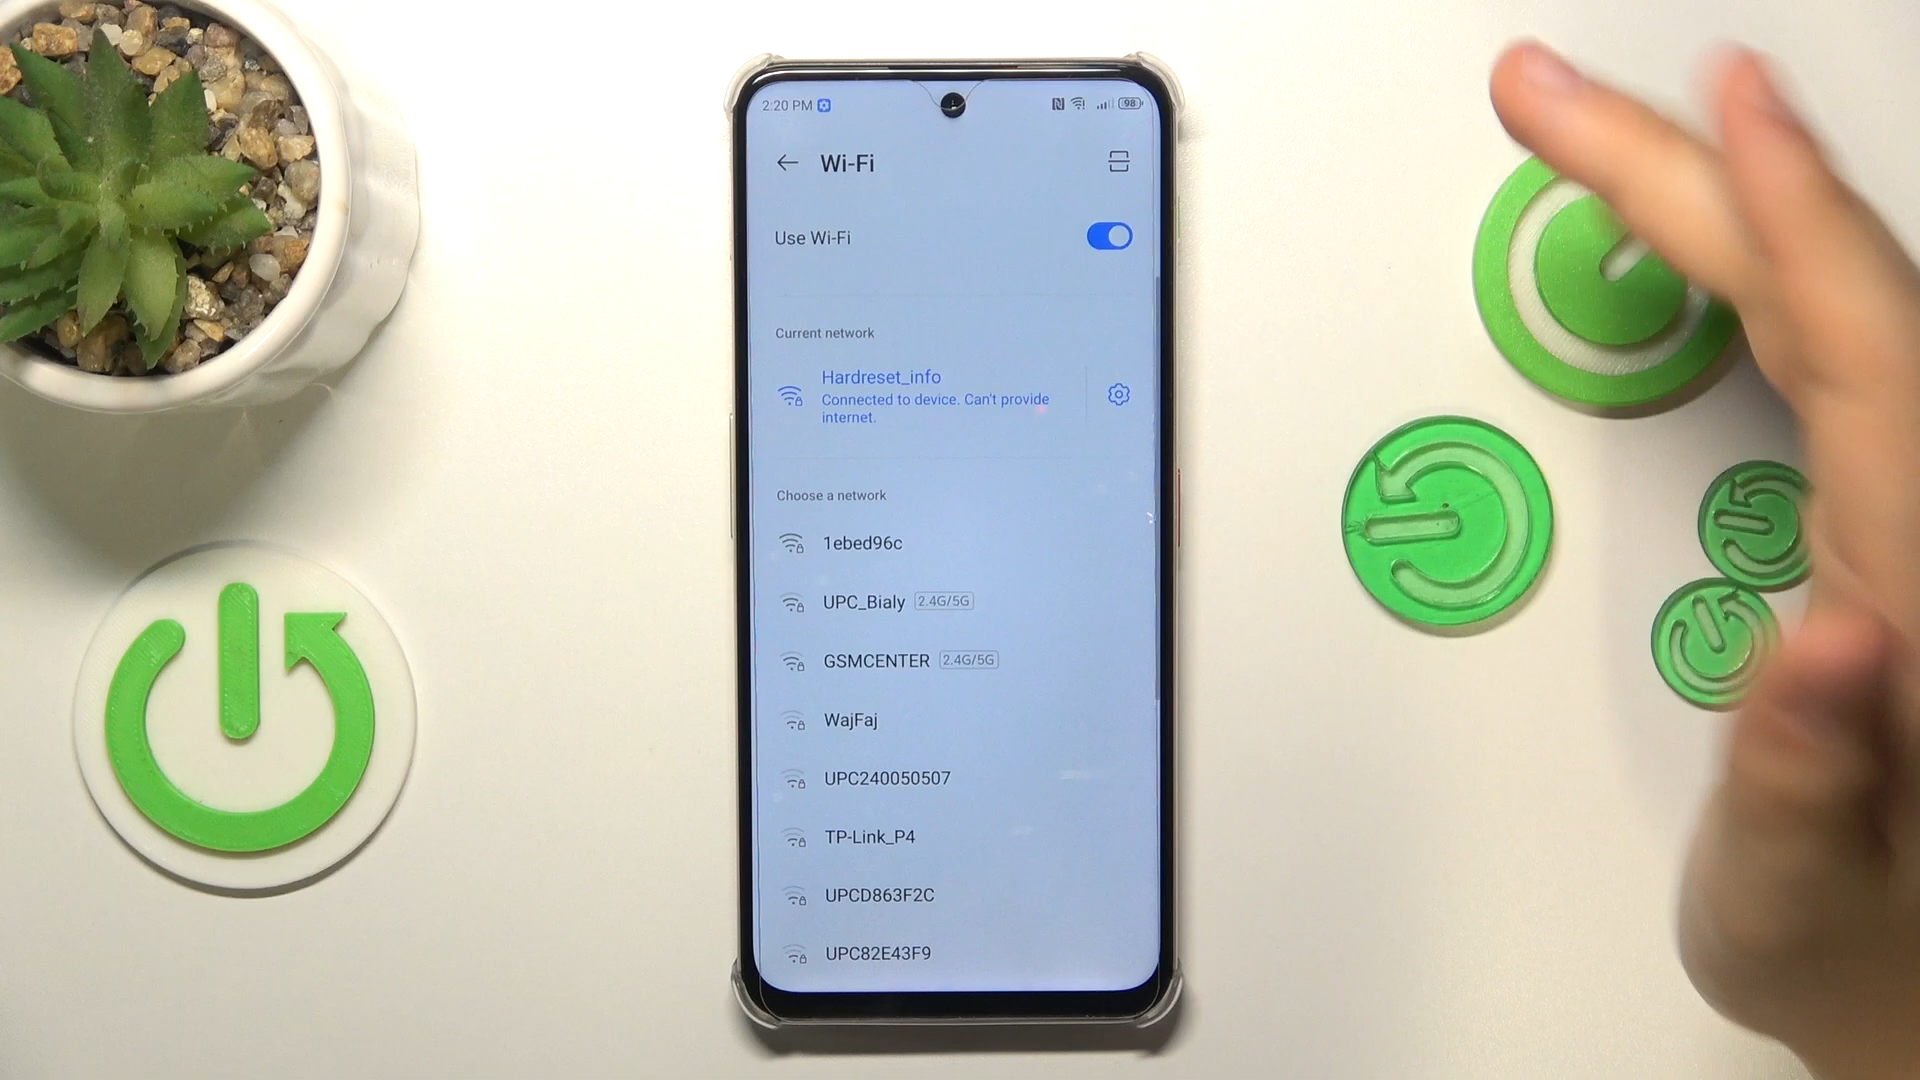 2:20 PM
98
Wi-Fi
Use Wi-Fi
Current network
Hardreset_info
Connected to device. Can't provide
internet.
Choose a network
1ebed96c
UPC_Bialy 2.4G/5G
GSMCENTER 2.4G/5G
WajFaj
UPC240050507
TP-Link_P4
UPCD863F2C
UPC82E43F9